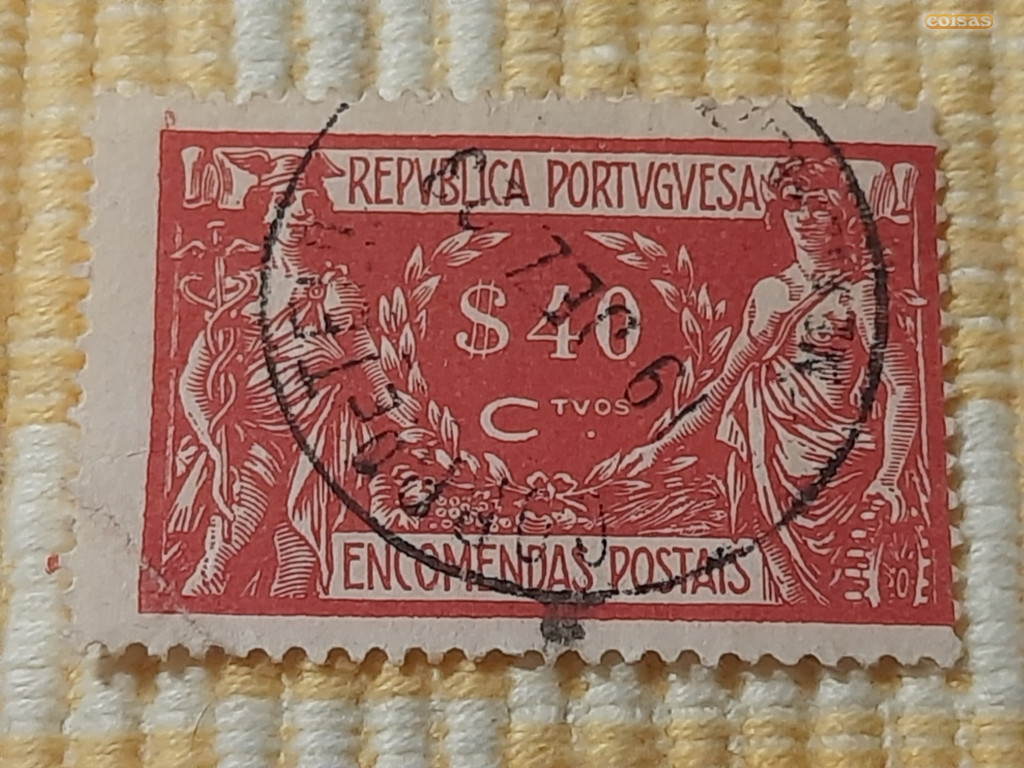 coisas
REPVBLICA PORTVGVESA
$40
CTVOS.
ENCOMENDAS POSTAIS